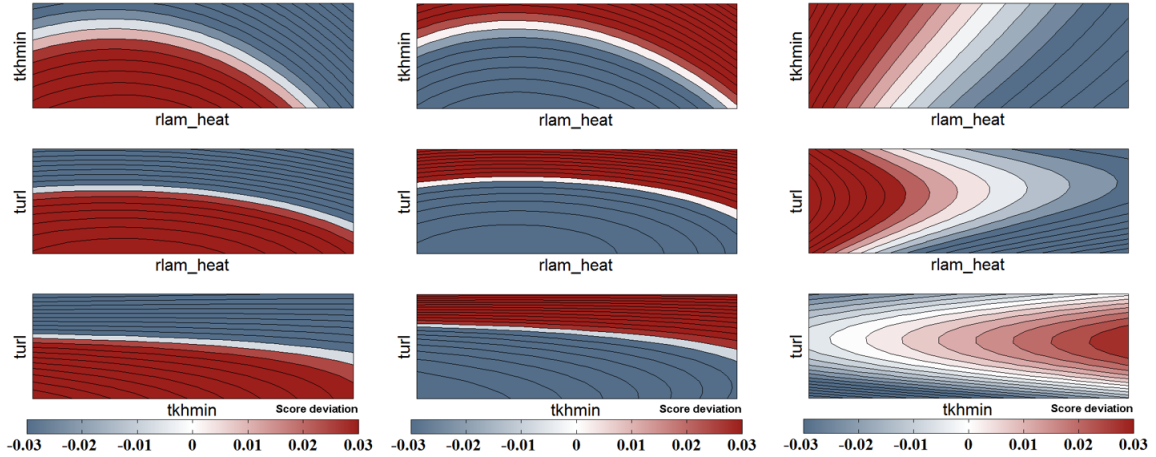 tkhmin
rlam_heat
tkhmin
rlam_heat
tkhmin
rlam_heat
turl
rlam_heat
turl
rlam_heat
turl
rlam_heat
turl
tkhmin
Score deviation
-0.03 -0.02 -0.01 0 0.01 0.02 0.03
turl
tkhmin
Score deviation
-0.03 -0.02 -0.01 0 0.01 0.02 0.03
turl
tkhmin
Score deviation
-0.03 -0.02 -0.01 0 0.01 0.02 0.03